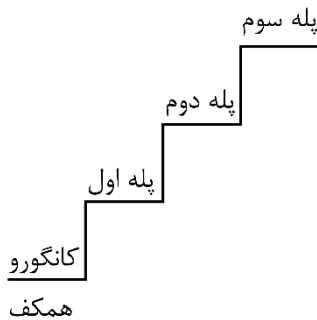 پله سوم
پله دوم
پله اول
کانگورو
همکف